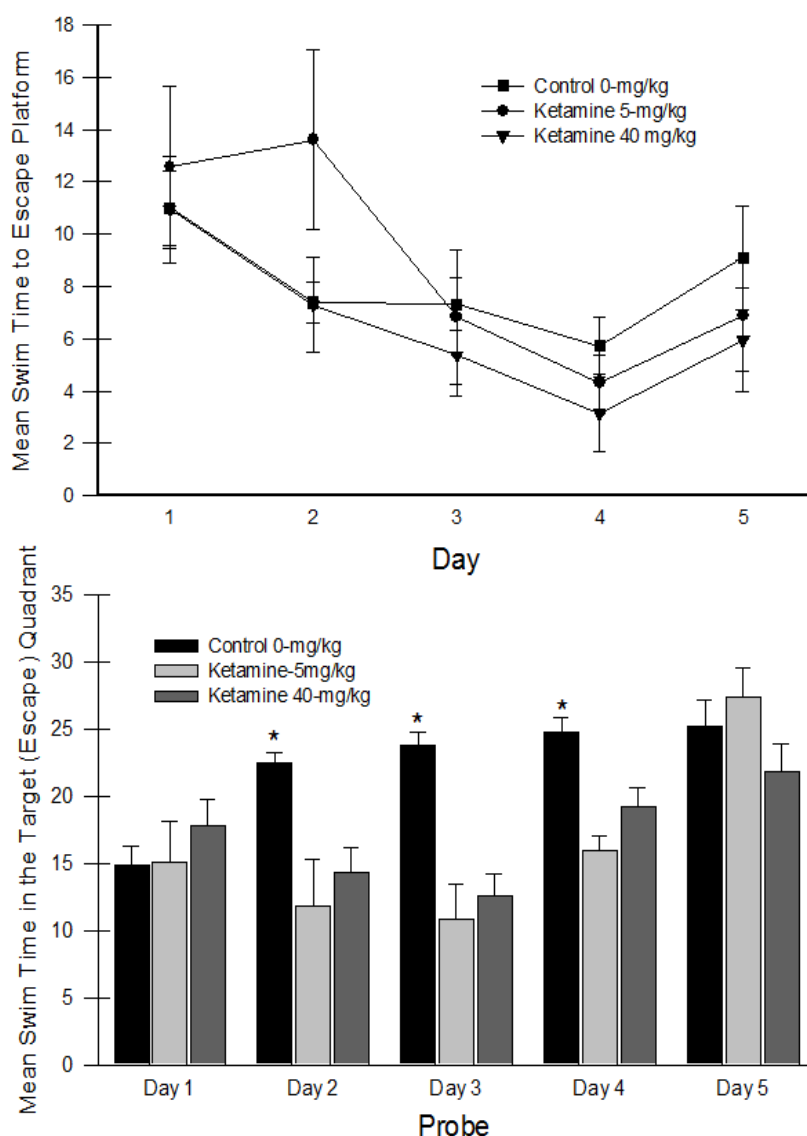 18
16
14
12
10
8
6
4
2
0
Mean Swim Time to Escape Platform
Control 0-mg/kg
Ketamine 5-mg/kg
Ketamine 40 mg/kg
1 2 3 4 5
Day
35
30
25
20
15
10
5
0
Mean Swim Time in the Target (Escape) Quadrant
Control 0-mg/kg
Ketamine-5mg/kg
Ketamine 40-mg/kg
* * *
Day 1 Day 2 Day 3 Day 4 Day 5
Probe